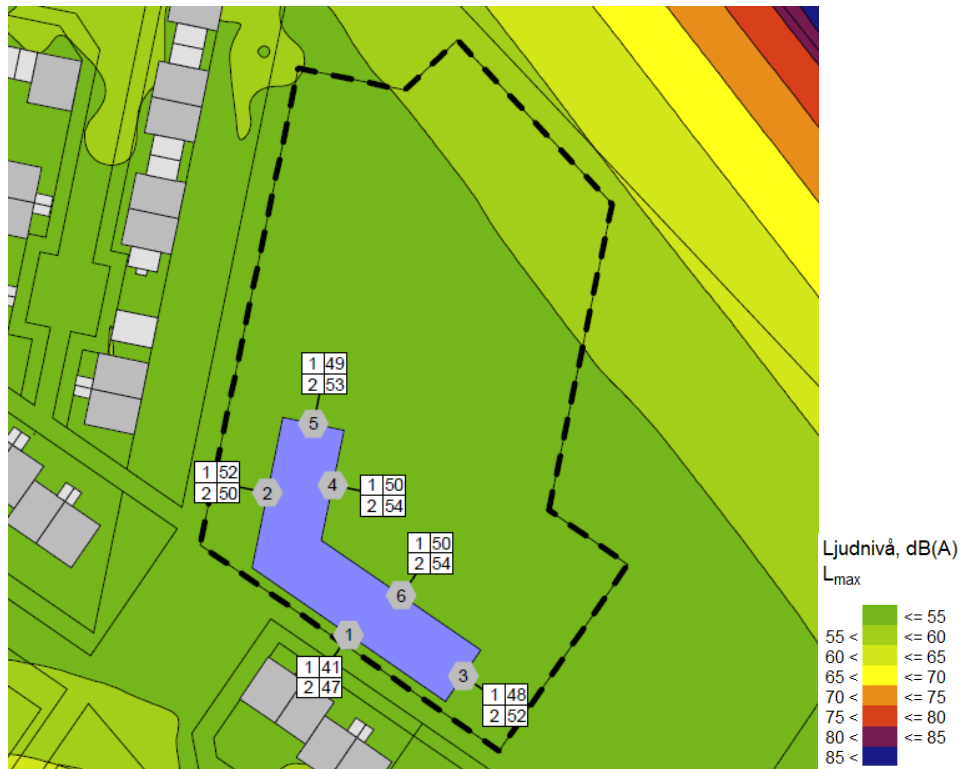 1 49
2 53
5
1 52
2 50
2
4
1 50
2 54
1 50
2 54
6
1
1 41
2 47
3
1 48
2 52
Ljudnivå, dB(A)
Lmax
<= 55
55 < <= 60
60 < <= 65
65 < <= 70
70 < <= 75
75 < <= 80
80 < <= 85
85 <